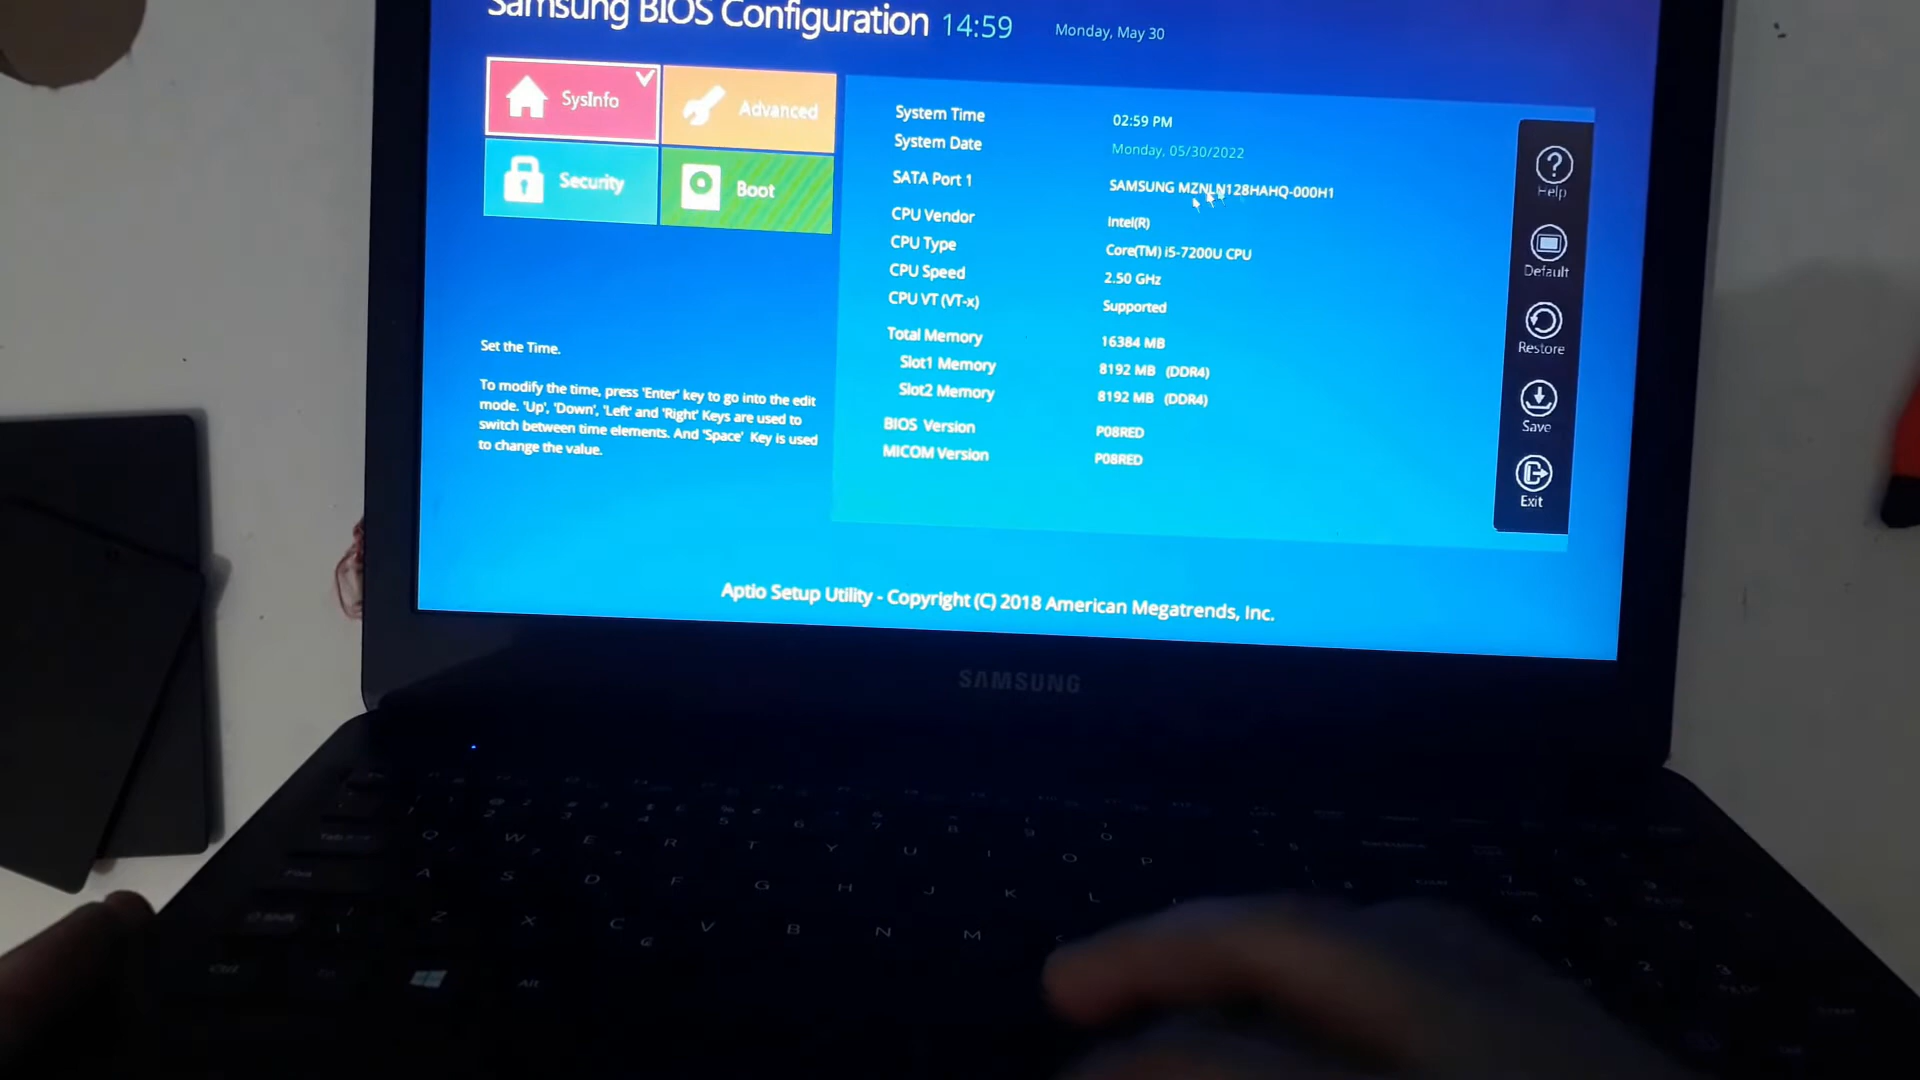 Samsung BIOS Configuration 14:59 Monday, May 30
SysInfo
Advanced
Security
Boot
System Time 02:59 PM
System Date Monday, 05/30/2022
SATA Port 1 SAMSUNG MZNLN128HAHQ-000H1
CPU Vendor Intel(R)
CPU Type Core(TM) i5-7200U CPU
CPU Speed 2.50 GHz
CPU VT (VT-x) Supported
Total Memory 16384 MB
Slot1 Memory 8192 MB (DDR4)
Slot2 Memory 8192 MB (DDR4)
BIOS Version P08RED
MICOM Version P08RED
Set the Time.
To modify the time, press 'Enter' key to go into the edit
mode. 'Up', 'Down', 'Left' and 'Right' Keys are used to
switch between time elements. And 'Space' Key is used
to change the value.
Help
Default
Restore
Save
Exit
Aptio Setup Utility - Copyright (C) 2018 American Megatrends, Inc.
SAMSUNG
Q W E R T Y U I O P
A S D F G H J K L
Z X C V B N M
Ctrl
Alt